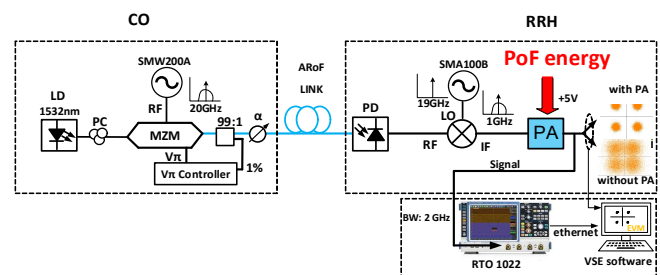 CO
RRH
SMW200A
RF
20GHz
LD
1532nm
PC
MZM
99:1
α
Vπ
Vπ Controller
1%
ARoF
LINK
PD
SMA100B
19GHz
LO
1GHz
RF
IF
PoF energy
+5V
PA
Signal
with PA
i
without PA
BW: 2 GHz
RTO 1022
ethernet
EVM
VSE software